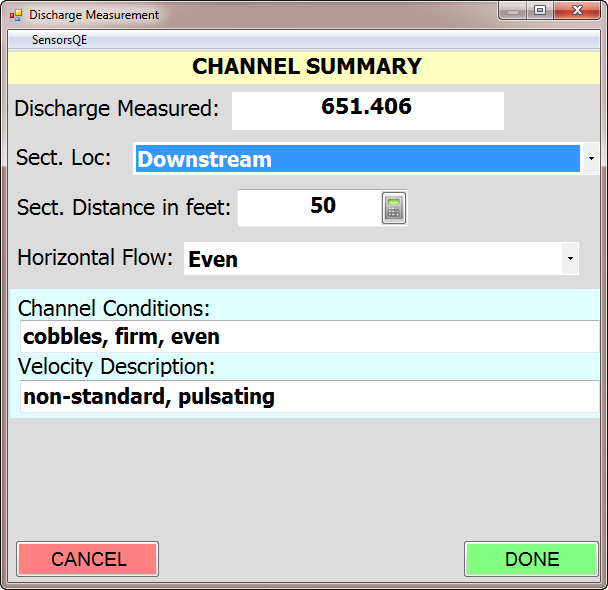 Discharge Measurement
SensorsQE
CHANNEL SUMMARY
Discharge Measured: 651.406
Sect. Loc: Downstream
Sect. Distance in feet: 50
Horizontal Flow: Even
Channel Conditions:
cobbles, firm, even
Velocity Description:
non-standard, pulsating
CANCEL DONE